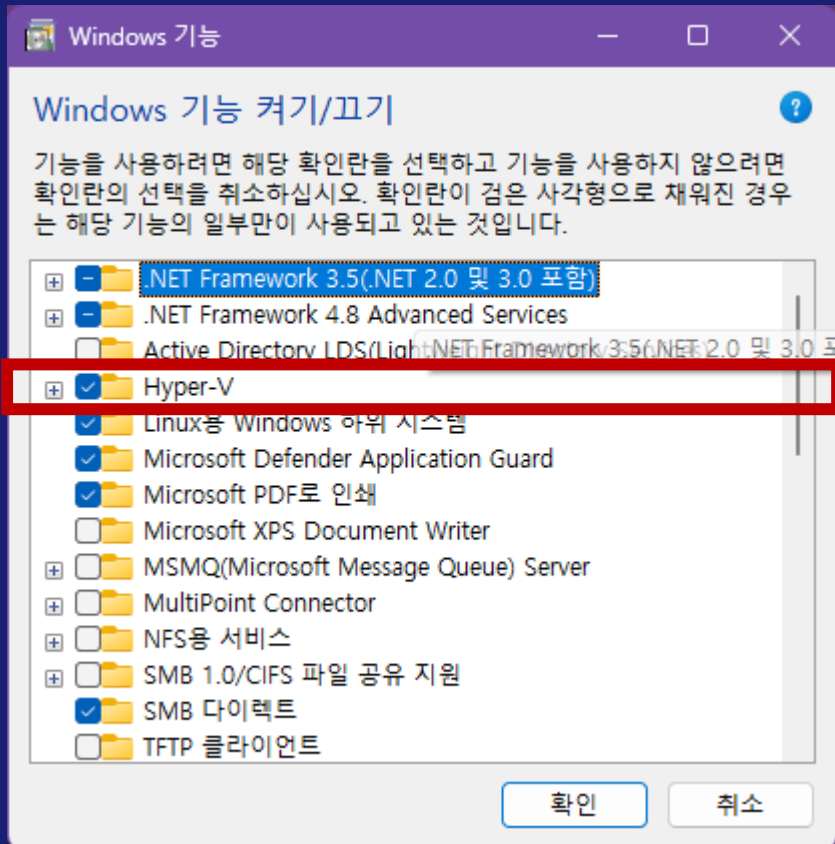 Windows 기능
Windows 기능 켜기/끄기
기능을 사용하려면 해당 확인란을 선택하고 기능을 사용하지 않으려면
확인란의 선택을 취소하십시오. 확인란이 검은 사각형으로 채워진 경우
는 해당 기능의 일부만이 사용되고 있는 것입니다.
.NET Framework 3.5(.NET 2.0 및 3.0 포함)
.NET Framework 4.8 Advanced Services
Active Directory LDS(Light
.NET Framework 3.5(.NET 2.0 및 3.0
Hyper-V
Linux용 Windows 하위 시스템
Microsoft Defender Application Guard
Microsoft PDF로 인쇄
Microsoft XPS Document Writer
MSMQ(Microsoft Message Queue) Server
MultiPoint Connector
NFS용 서비스
SMB 1.0/CIFS 파일 공유 지원
SMB 다이렉트
TFTP 클라이언트
확인
취소